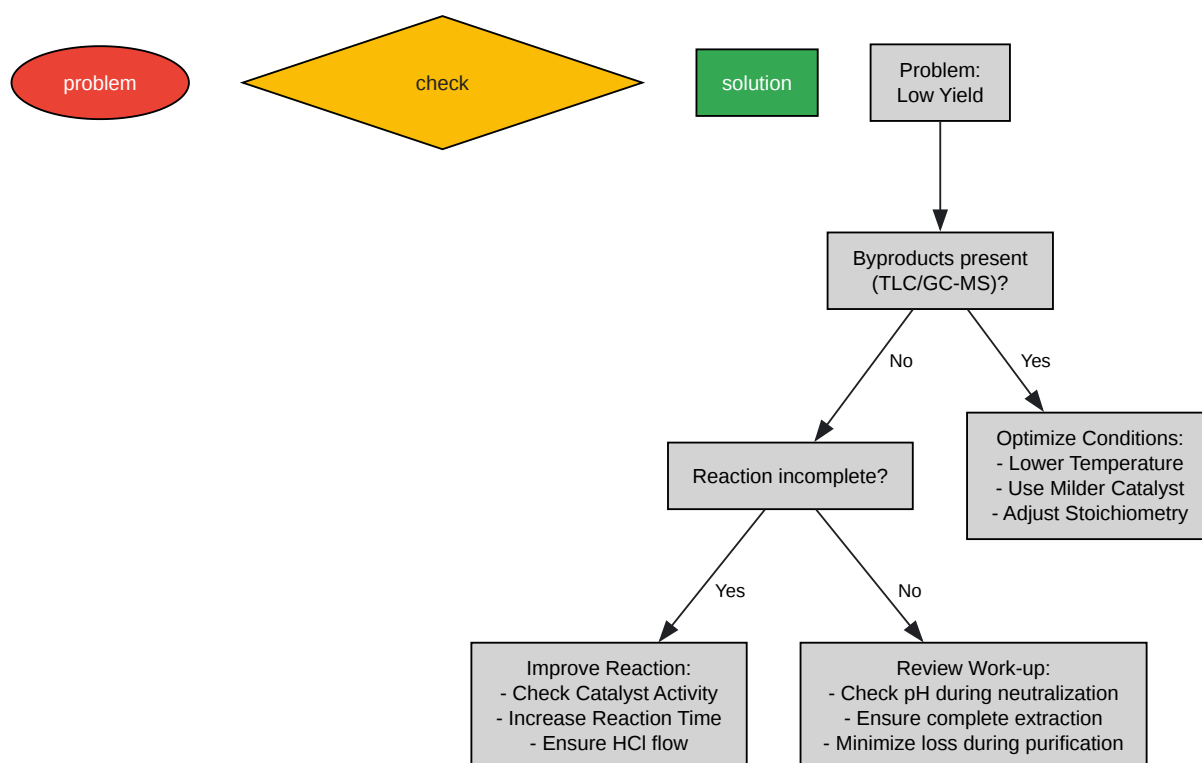 problem
check
solution
Problem:
Low Yield
Byproducts present
(TLC/GC-MS)?
No
Yes
Reaction incomplete?
Optimize Conditions:
- Lower Temperature
- Use Milder Catalyst
- Adjust Stoichiometry
Yes
No
Improve Reaction:
- Check Catalyst Activity
- Increase Reaction Time
- Ensure HCl flow
Review Work-up:
- Check pH during neutralization
- Ensure complete extraction
- Minimize loss during purification